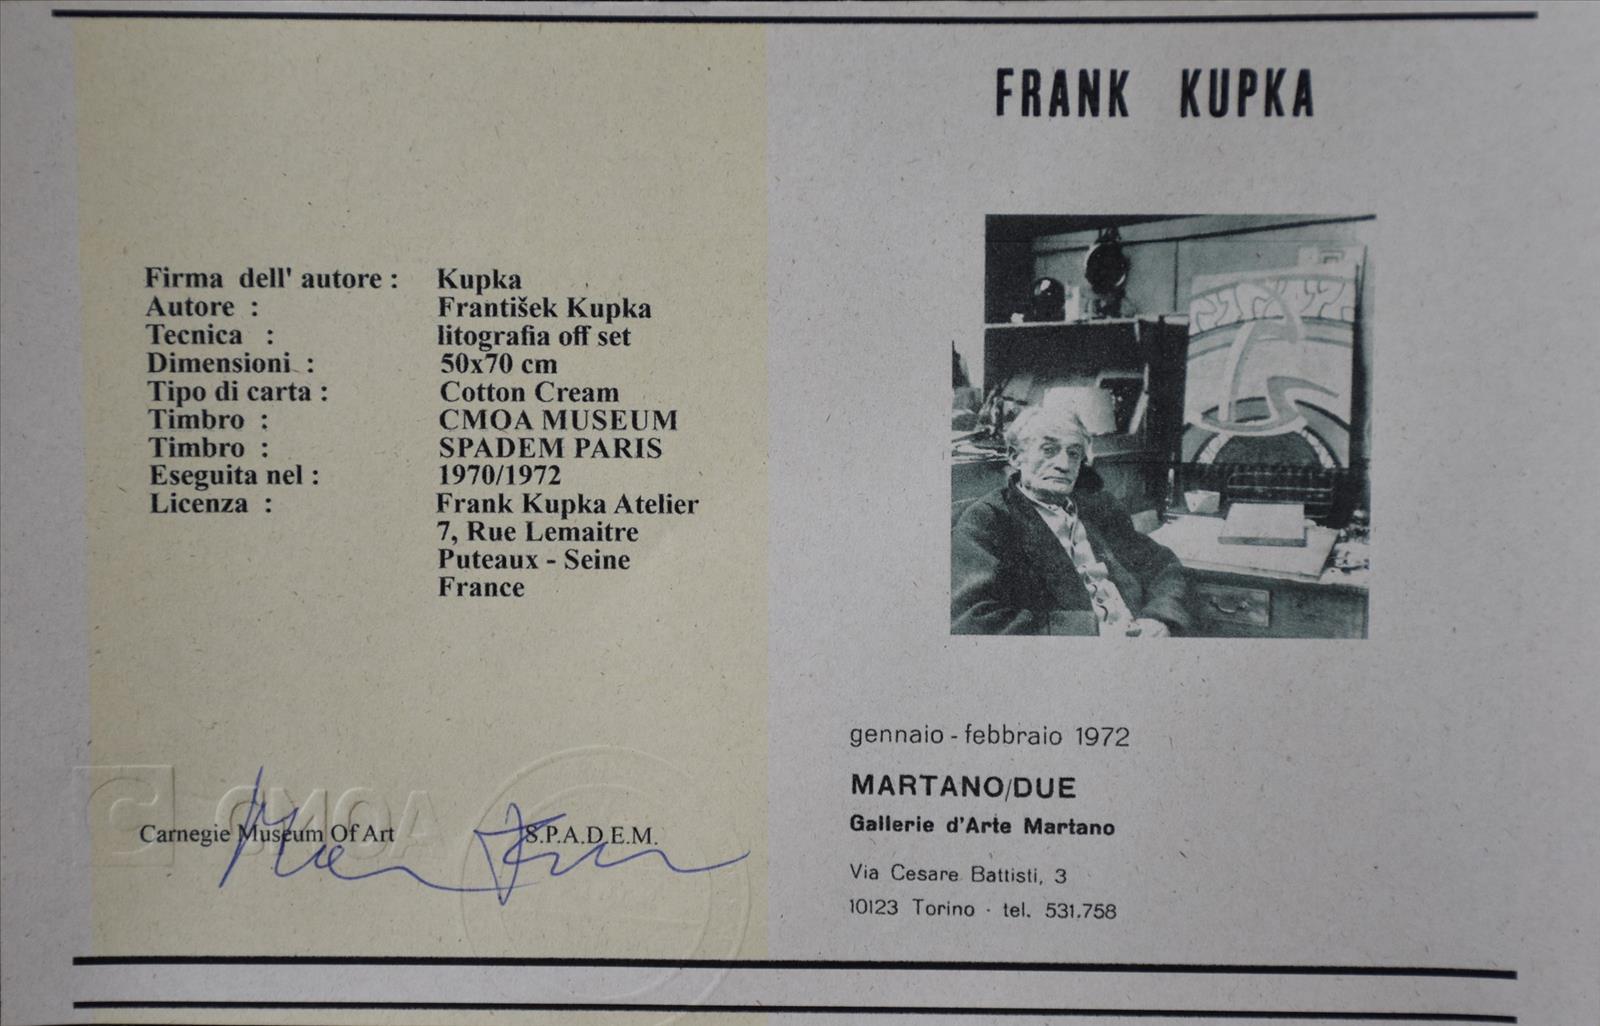 Firma dell' autore : Kupka
Autore : František Kupka
Tecnica : litografia off set
Dimensioni : 50x70 cm
Tipo di carta : Cotton Cream
Timbro : CMOA MUSEUM
Timbro : SPADEM PARIS
Eseguita nel : 1970/1972
Licenza : Frank Kupka Atelier
7, Rue Lemaitre
Puteaux - Seine
France
CMOA
Carnegie Museum Of Art S.P.A.D.E.M.
FRANK KUPKA
gennaio - febbraio 1972
MARTANO/DUE
Gallerie d'Arte Martano
Via Cesare Battisti, 3
10123 Torino · tel. 531.758